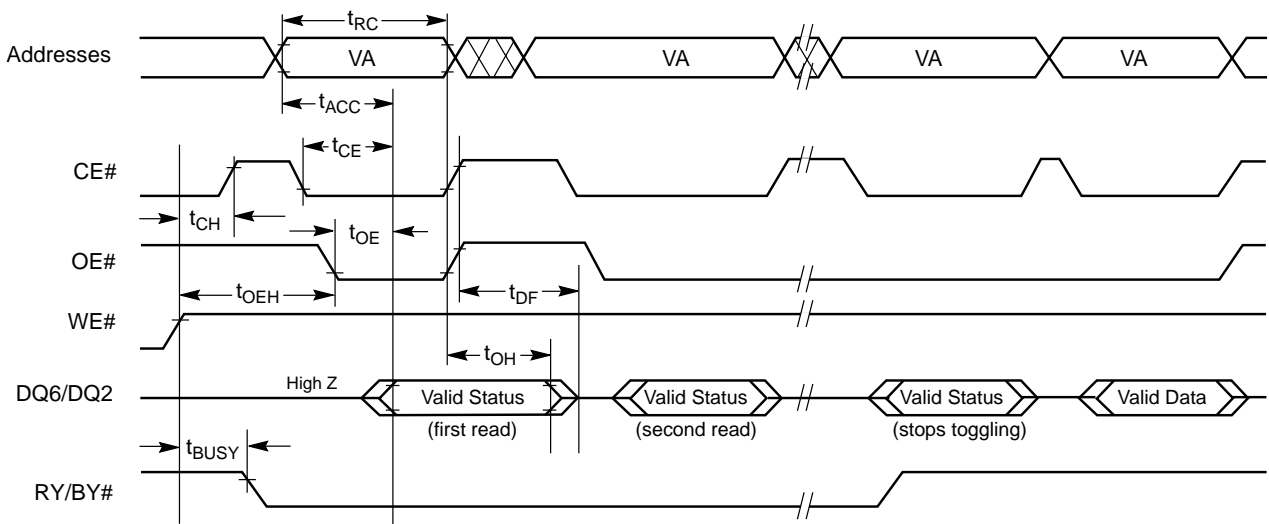 tRC
Addresses VA VA VA VA
tACC
tCE
CE#
tCH tOE
OE#
tOEH tDF
WE#
tOH
DQ6/DQ2 High Z Valid Status Valid Status Valid Status Valid Data
(first read) (second read) (stops toggling)
tBUSY
RY/BY#